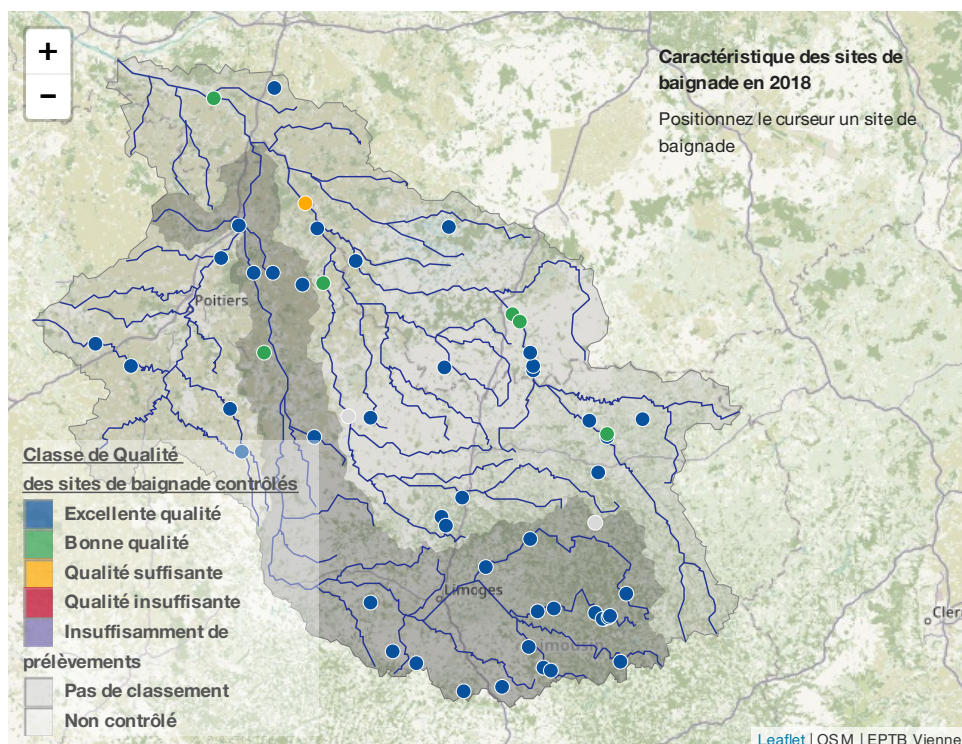 +
−
Caractéristique des sites de
baignade en 2018
Positionnez le curseur un site de
baignade
Poitiers
Classe de Qualité
des sites de baignade contrôlés
Excellente qualité
Bonne qualité
Qualité suffisante
Qualité insuffisante
Insuffisamment de
prélèvements
Pas de classement
Non contrôlé
Limoges
Limousin
Cler
Leaflet | OSM | EPTB Vienne